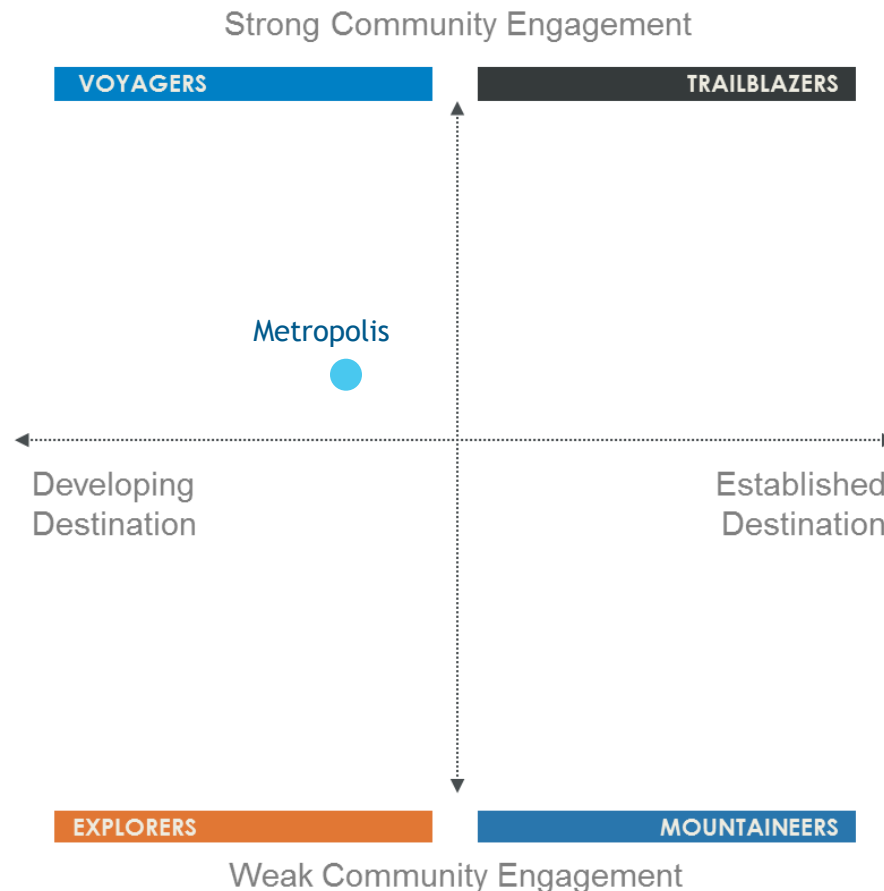 Strong Community Engagement
VOYAGERS
TRAILBLAZERS
Metropolis
Developing
Destination
Established
Destination
EXPLORERS
MOUNTAINEERS
Weak Community Engagement